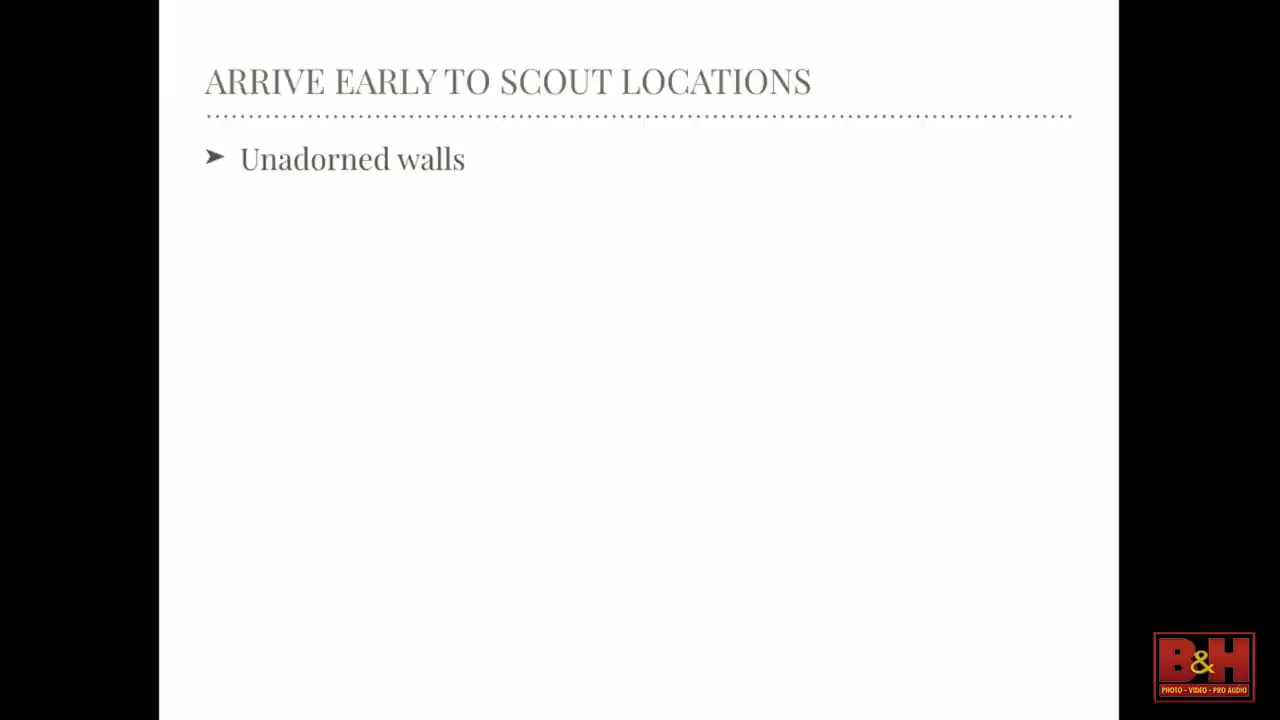 ARRIVE EARLY TO SCOUT LOCATIONS
➤ Unadorned walls
B&H
PHOTO - VIDEO - PRO AUDIO